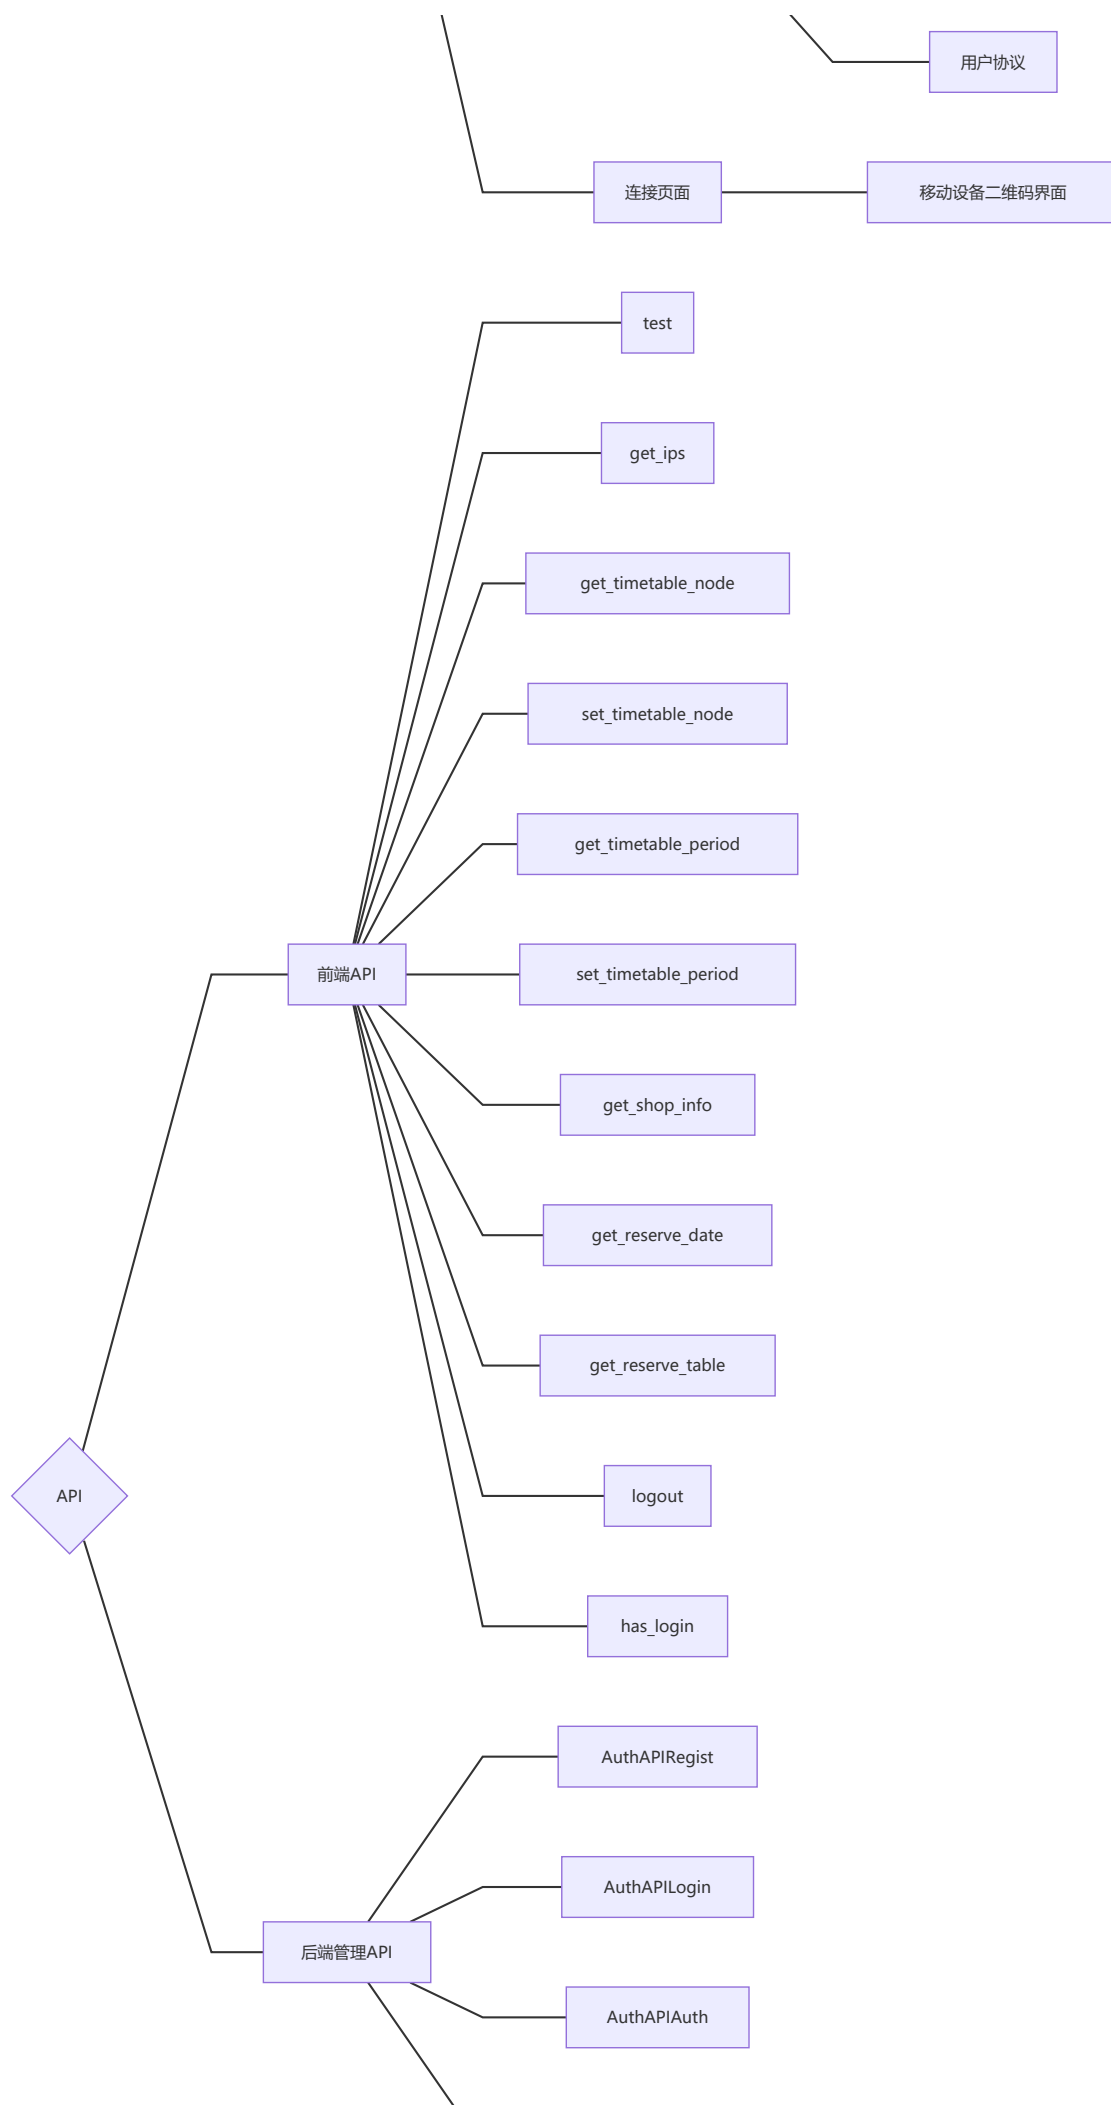 用户协议
连接页面
移动设备二维码界面
test
get_ips
get_timetable_node
set_timetable_node
get_timetable_period
前端API
set_timetable_period
get_shop_info
get_reserve_date
get_reserve_table
API
logout
has_login
AuthAPIRegist
AuthAPILogin
后端管理API
AuthAPIAuth